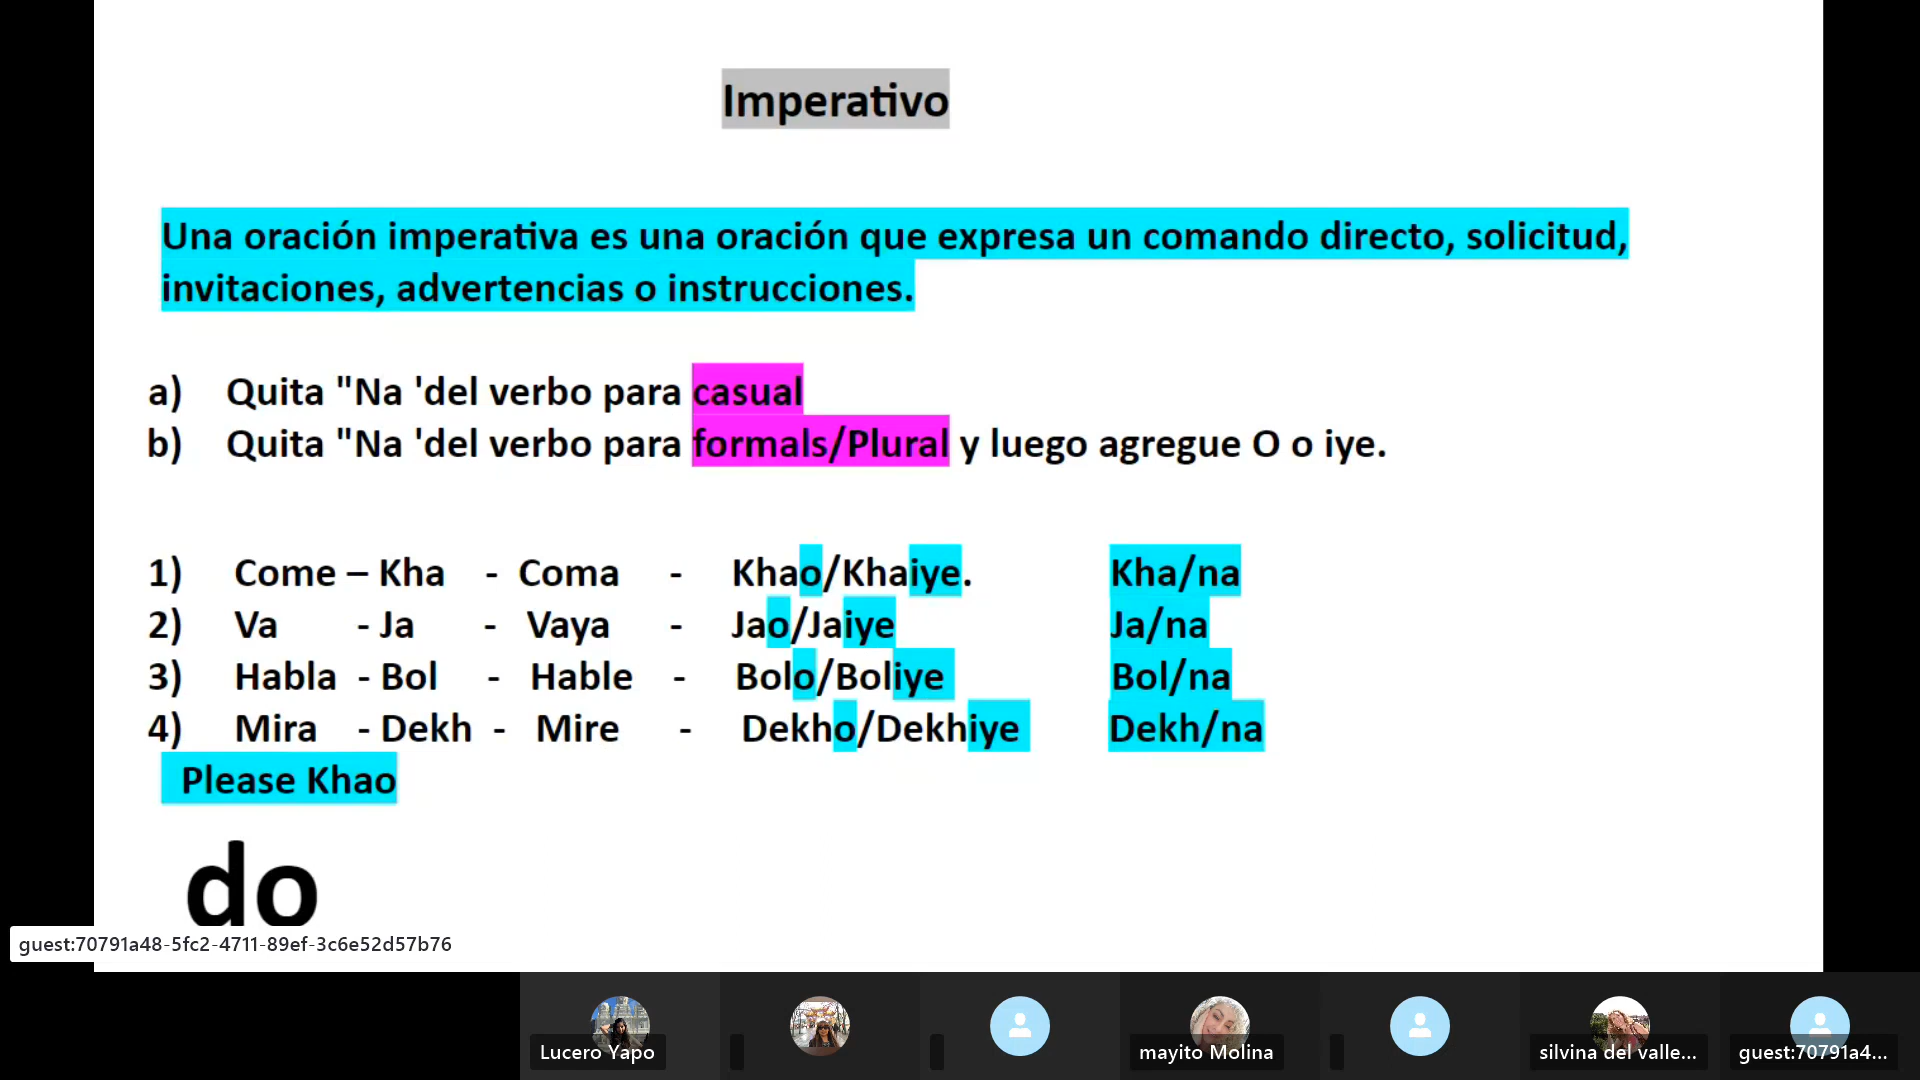 Imperativo
Una oración imperativa es una oración que expresa un comando directo, solicitud,
invitaciones, advertencias o instrucciones.
a) Quita "Na 'del verbo para casual
b) Quita "Na 'del verbo para formals/Plural y luego agregue O o iye.
1) Come – Kha - Coma - Khao/Khaiye. Kha/na
2) Va - Ja - Vaya - Jao/Jaiye Ja/na
3) Habla - Bol - Hable - Bolo/Boliye Bol/na
4) Mira - Dekh - Mire - Dekho/Dekhiye Dekh/na
Please Khao
do
guest:70791a48-5fc2-4711-89ef-3c6e52d57b76
Lucero Yapo mayito Molina silvina del valle... guest:70791a4...